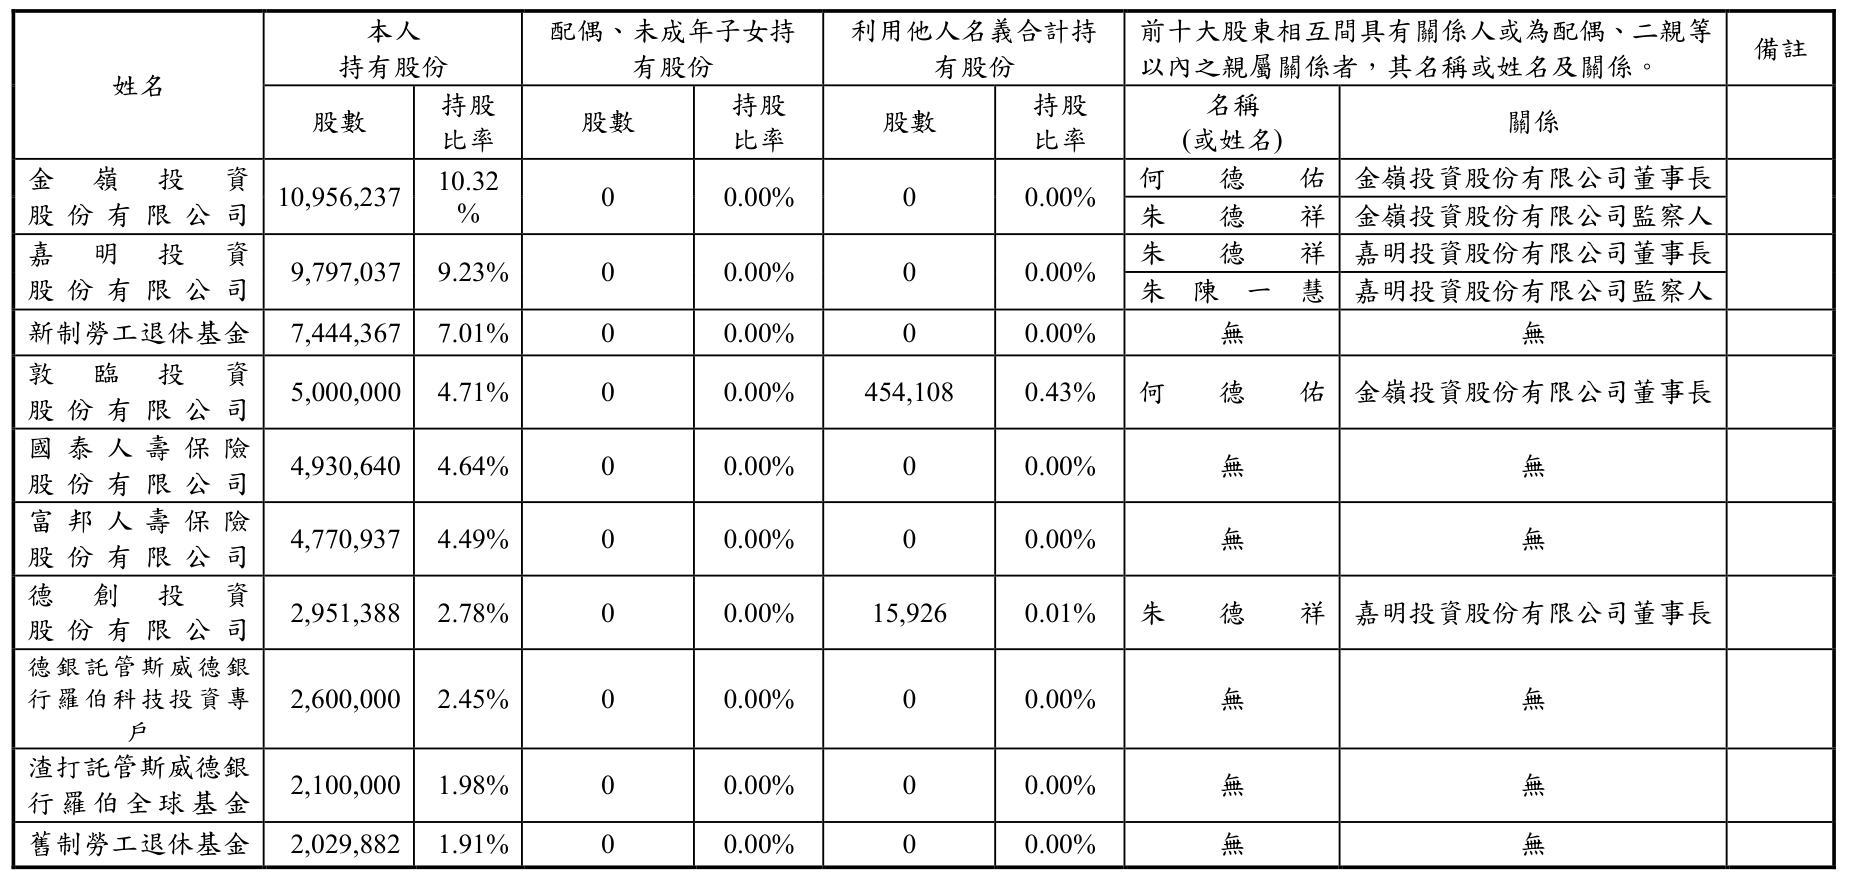 姓名
本人
持有股份
配偶、未成年子女持
有股份
利用他人名義合計持
有股份
前十大股東相互間具有關係人或為配偶、二親等
以內之親屬關係者，其名稱或姓名及關係。
備註
股數
持股
比率
股數
持股
比率
股數
持股
比率
名稱
(或姓名)
關係
金嶺投資
股份有限公司
10,956,237
10.32
%
0
0.00%
0
0.00%
何德佑
金嶺投資股份有限公司董事長
朱德祥
金嶺投資股份有限公司監察人
嘉明投資
股份有限公司
9,797,037
9.23%
0
0.00%
0
0.00%
朱德祥
嘉明投資股份有限公司董事長
朱陳一慧
嘉明投資股份有限公司監察人
新制勞工退休基金
7,444,367
7.01%
0
0.00%
0
0.00%
無
無
敦臨投資
股份有限公司
5,000,000
4.71%
0
0.00%
454,108
0.43%
何德佑
金嶺投資股份有限公司董事長
國泰人壽保險
股份有限公司
4,930,640
4.64%
0
0.00%
0
0.00%
無
無
富邦人壽保險
股份有限公司
4,770,937
4.49%
0
0.00%
0
0.00%
無
無
德創投資
股份有限公司
2,951,388
2.78%
0
0.00%
15,926
0.01%
朱德祥
嘉明投資股份有限公司董事長
德銀託管斯威德銀
行羅伯科技投資專
戶
2,600,000
2.45%
0
0.00%
0
0.00%
無
無
渣打託管斯威德銀
行羅伯全球基金
2,100,000
1.98%
0
0.00%
0
0.00%
無
無
舊制勞工退休基金
2,029,882
1.91%
0
0.00%
0
0.00%
無
無